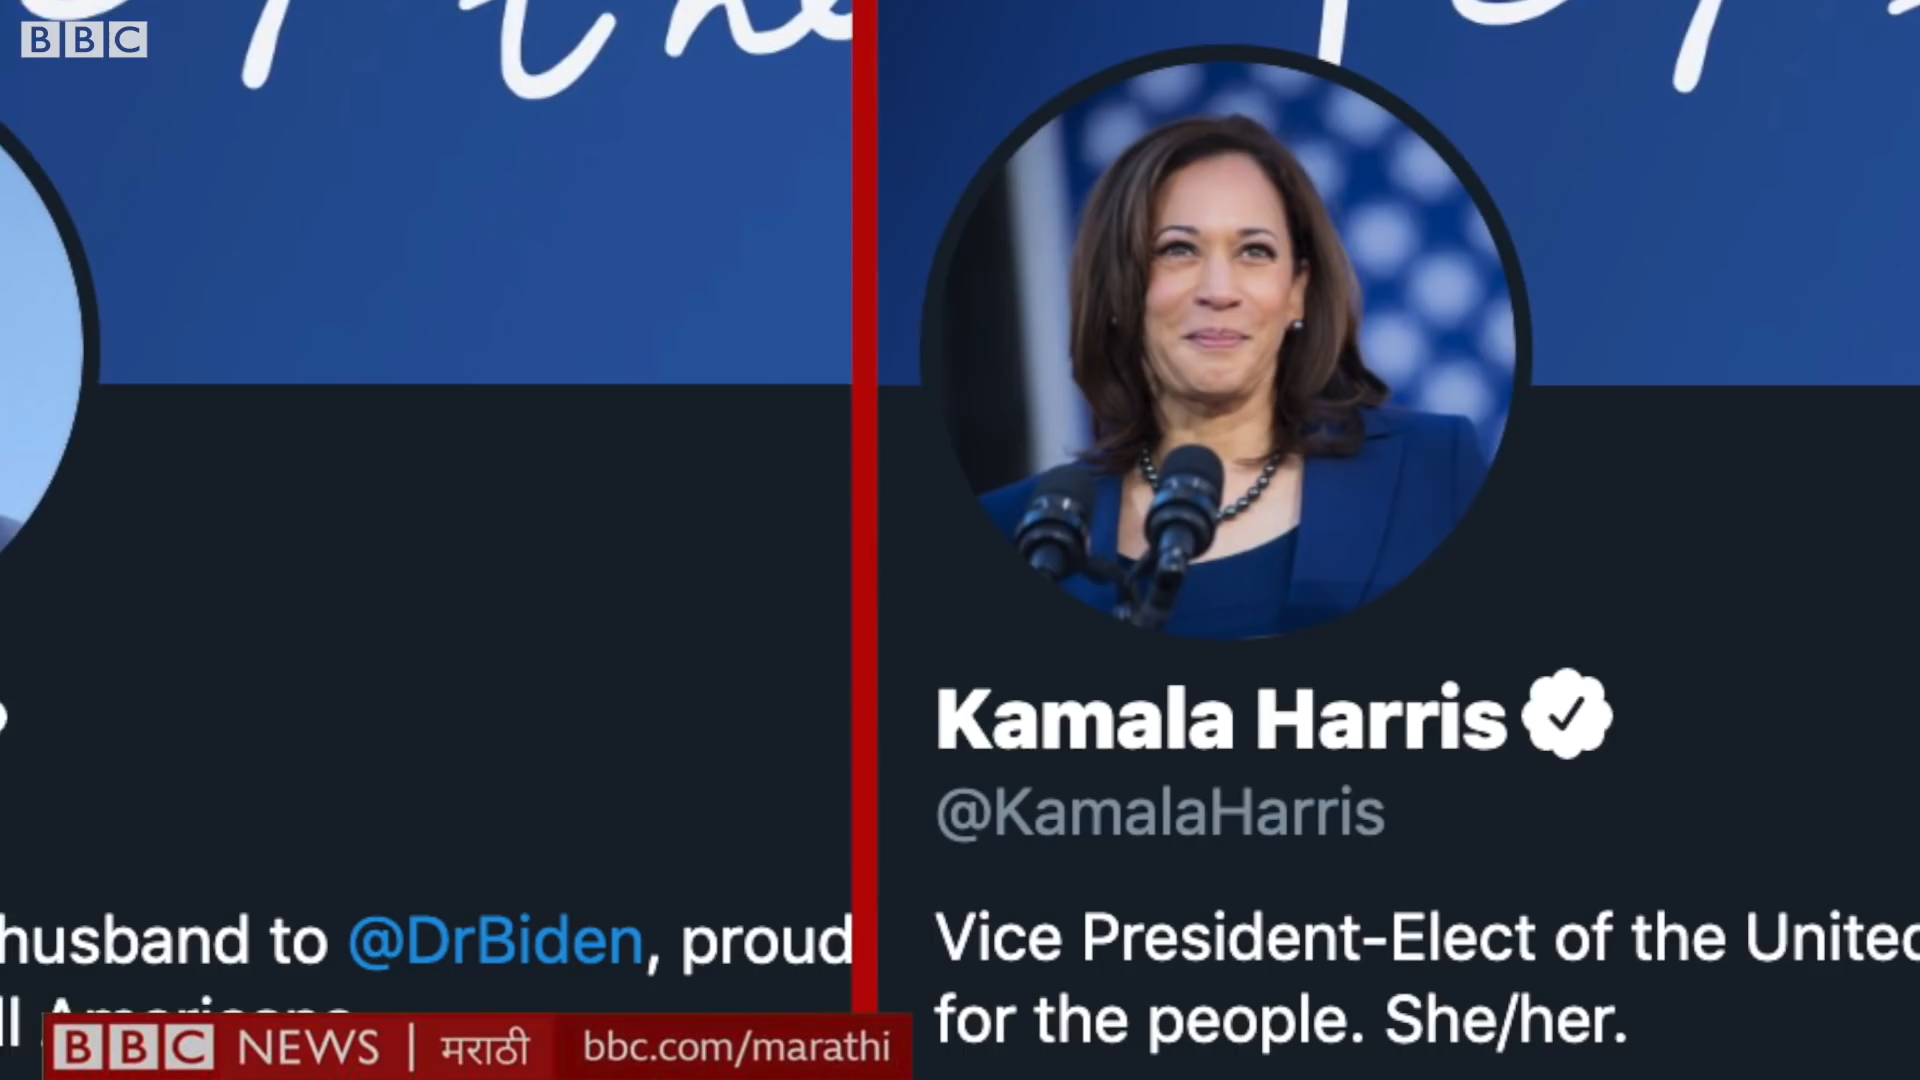 BBC
the
Kamala Harris
@KamalaHarris
husband to @DrBiden, proud
Vice President-Elect of the United
for the people. She/her.
BBC NEWS | मराठी bbc.com/marathi